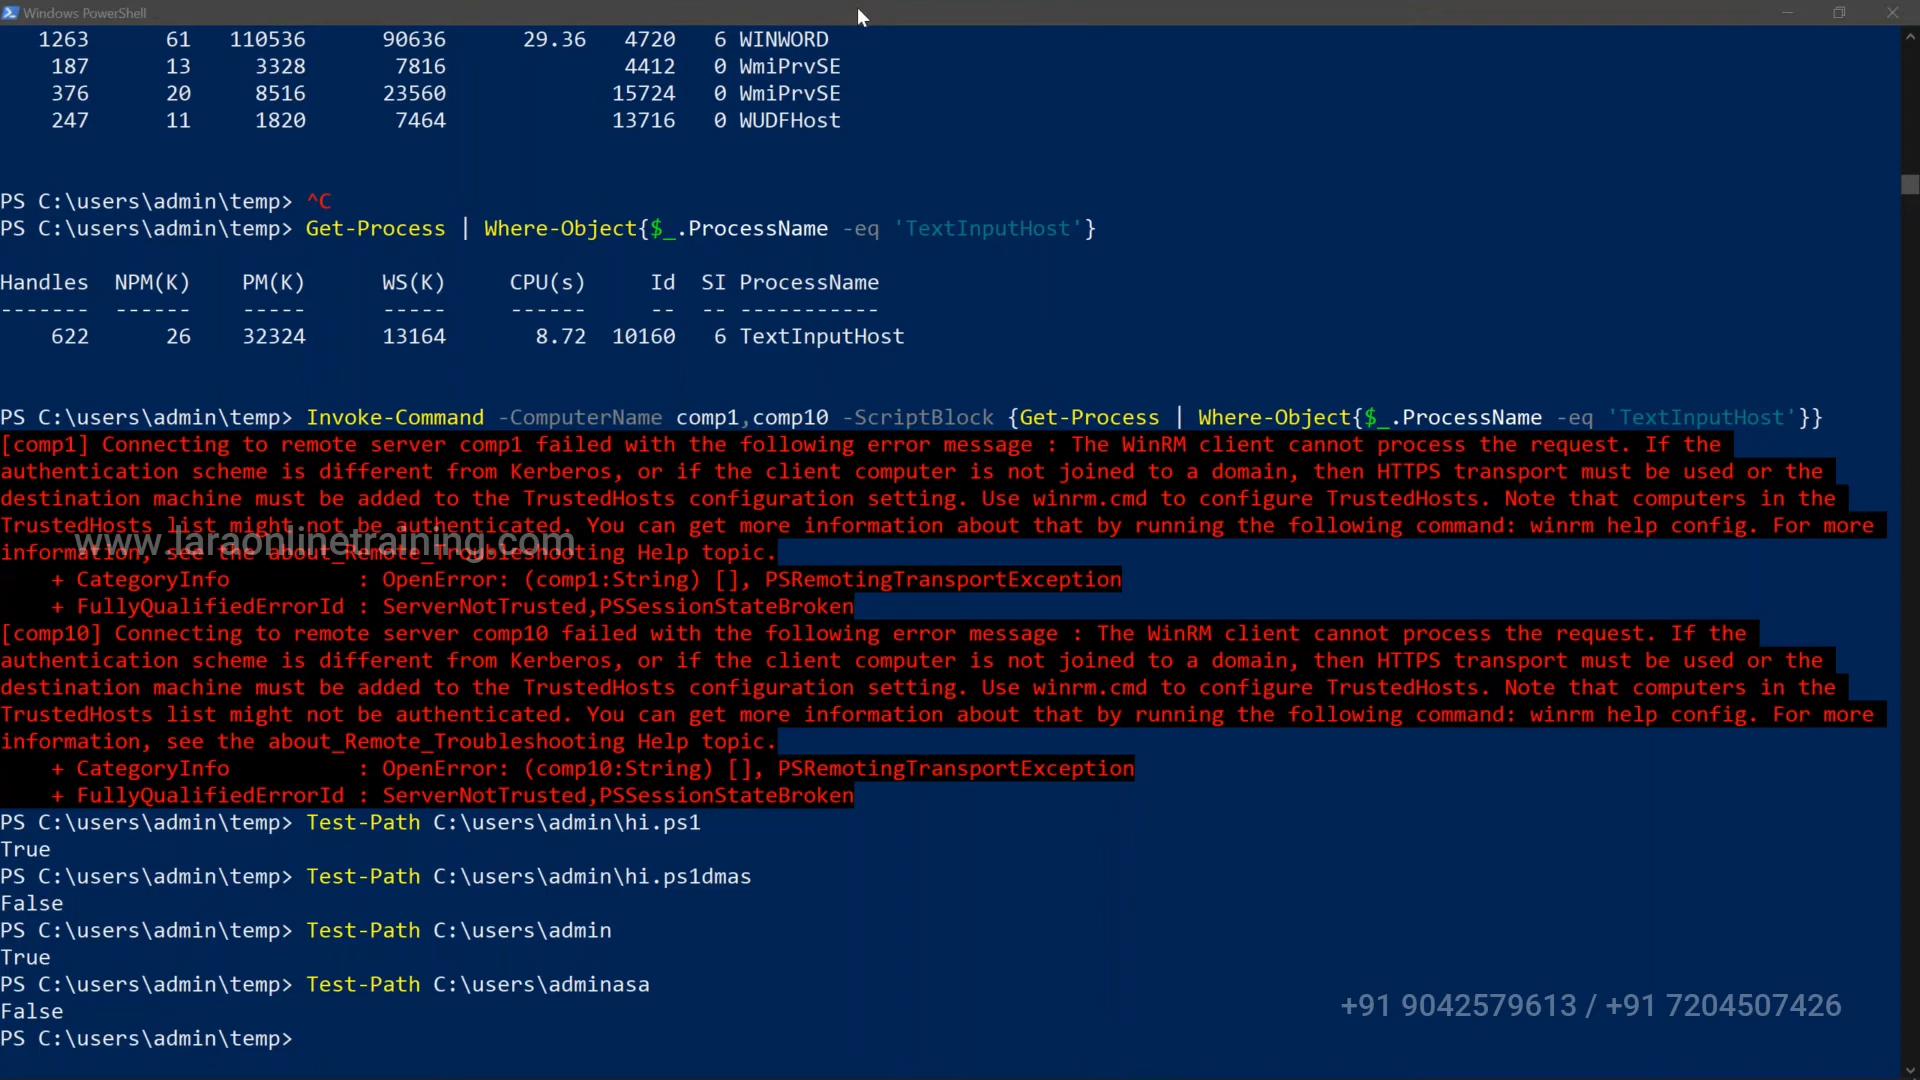 Windows PowerShell
1263 61 110536 90636 29.36 4720 6 WINWORD
187 13 3328 7816 4412 0 WmiPrvSE
376 20 8516 23560 15724 0 WmiPrvSE
247 11 1820 7464 13716 0 WUDFHost
PS C:\users\admin\temp> ^C
PS C:\users\admin\temp> Get-Process | Where-Object{$_.ProcessName -eq 'TextInputHost'}
Handles NPM(K) PM(K) WS(K) CPU(s) Id SI ProcessName
------- ------ ----- ----- ------ -- -- -----------
622 26 32324 13164 8.72 10160 6 TextInputHost
PS C:\users\admin\temp> Invoke-Command -ComputerName comp1,comp10 -ScriptBlock {Get-Process | Where-Object{$_.ProcessName -eq 'TextInputHost'}}
[comp1] Connecting to remote server comp1 failed with the following error message : The WinRM client cannot process the request. If the
authentication scheme is different from Kerberos, or if the client computer is not joined to a domain, then HTTPS transport must be used or the
destination machine must be added to the TrustedHosts configuration setting. Use winrm.cmd to configure TrustedHosts. Note that computers in the
TrustedHosts list might not be authenticated. You can get more information about that by running the following command: winrm help config. For more
www.laraonlinetraining.com
information, see the about_Remote_Troubleshooting Help topic.
+ CategoryInfo : OpenError: (comp1:String) [], PSRemotingTransportException
+ FullyQualifiedErrorId : ServerNotTrusted,PSSessionStateBroken
[comp10] Connecting to remote server comp10 failed with the following error message : The WinRM client cannot process the request. If the
authentication scheme is different from Kerberos, or if the client computer is not joined to a domain, then HTTPS transport must be used or the
destination machine must be added to the TrustedHosts configuration setting. Use winrm.cmd to configure TrustedHosts. Note that computers in the
TrustedHosts list might not be authenticated. You can get more information about that by running the following command: winrm help config. For more
information, see the about_Remote_Troubleshooting Help topic.
+ CategoryInfo : OpenError: (comp10:String) [], PSRemotingTransportException
+ FullyQualifiedErrorId : ServerNotTrusted,PSSessionStateBroken
PS C:\users\admin\temp> Test-Path C:\users\admin\hi.ps1
True
PS C:\users\admin\temp> Test-Path C:\users\admin\hi.ps1dmas
False
PS C:\users\admin\temp> Test-Path C:\users\admin
True
PS C:\users\admin\temp> Test-Path C:\users\adminasa
False
+91 9042579613 / +91 7204507426
PS C:\users\admin\temp>